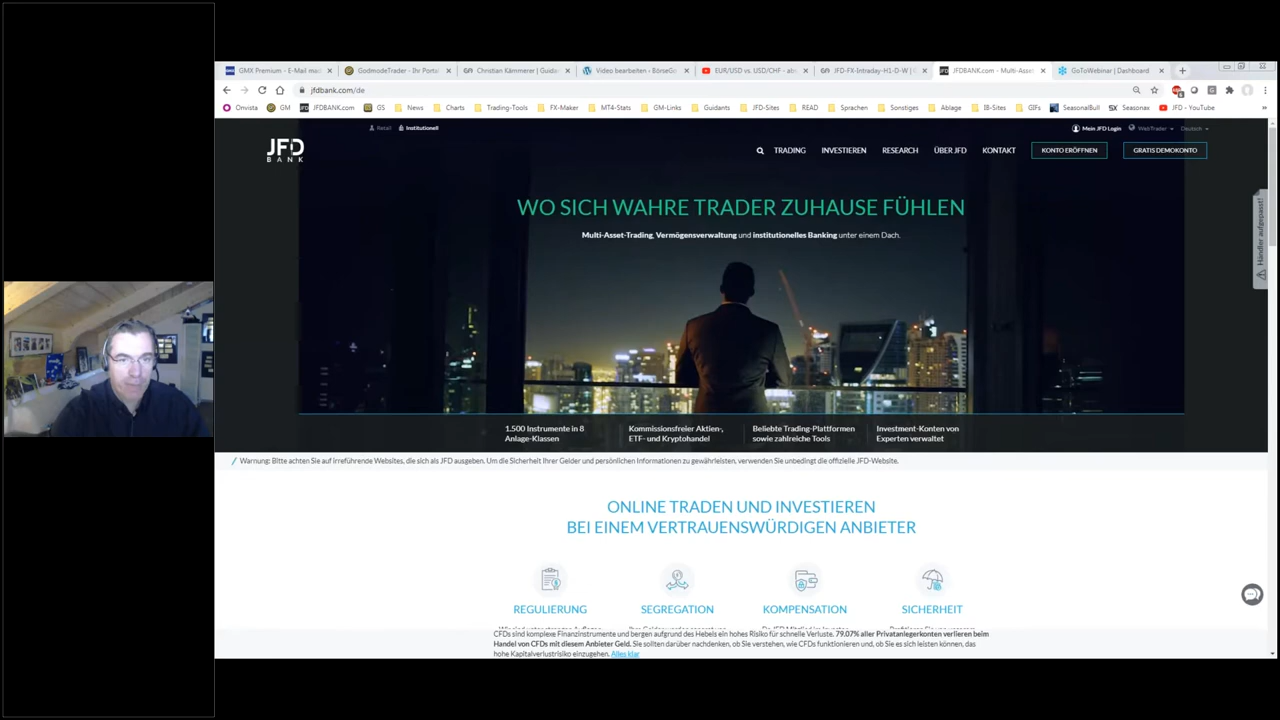 GMX Premium - E-Mail mac
GodmodeTrader - Ihr Portal
Christian Kämmerer | Guidan
Video bearbeiten ‹ BörseGo
EUR/USD vs. USD/CHF - ab
JFD-FX-Intraday-H1-D-W |
JFDBANK.com - Multi-Asset
GoToWebinar | Dashboard
jfdbank.com/de
Onvista
GM
JFDBANK.com
GS
News
Charts
Trading-Tools
FX-Maker
MT4-Stats
GM-Links
Guidants
JFD-Sites
READ
Sprachen
Sonstiges
Ablage
IB-Sites
GIFs
SeasonalBull
Seasonax
JFD - YouTube
Retail
Institutionell
Mein JFD Login
WebTrader
Deutsch
JFD
BANK
TRADING
INVESTIEREN
RESEARCH
ÜBER JFD
KONTAKT
KONTO ERÖFFNEN
GRATIS DEMOKONTO
WO SICH WAHRE TRADER ZUHAUSE FÜHLEN
Multi-Asset-Trading, Vermögensverwaltung und institutionelles Banking unter einem Dach.
Händler aufgepasst!
1.500 Instrumente in 8
Anlage-Klassen
Kommissionsfreier Aktien-,
ETF- und Kryptohandel
Beliebte Trading-Plattformen
sowie zahlreiche Tools
Investment-Konten von
Experten verwaltet
Warnung: Bitte achten Sie auf irreführende Websites, die sich als JFD ausgeben. Um die Sicherheit Ihrer Gelder und persönlichen Informationen zu gewährleisten, verwenden Sie unbedingt die offizielle JFD-Website.
ONLINE TRADEN UND INVESTIEREN
BEI EINEM VERTRAUENSWÜRDIGEN ANBIETER
REGULIERUNG
SEGREGATION
KOMPENSATION
SICHERHEIT
CFDs sind komplexe Finanzinstrumente und bergen aufgrund des Hebels ein hohes Risiko für schnelle Verluste. 79.07% aller Privatanlegerkonten verlieren beim
Handel von CFDs mit diesem Anbieter Geld. Sie sollten darüber nachdenken, ob Sie verstehen, wie CFDs funktionieren und, ob Sie es sich leisten können, das
hohe Kapitalverlustrisiko einzugehen. Alles klar